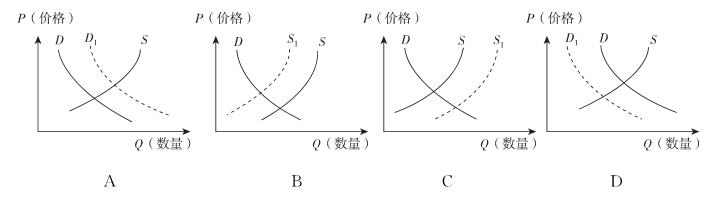 P（价格） P（价格） P（价格） P（价格）
D D₁ S D S₁ S D S S₁ D₁ D S
Q（数量） Q（数量） Q（数量） Q（数量）
A B C D